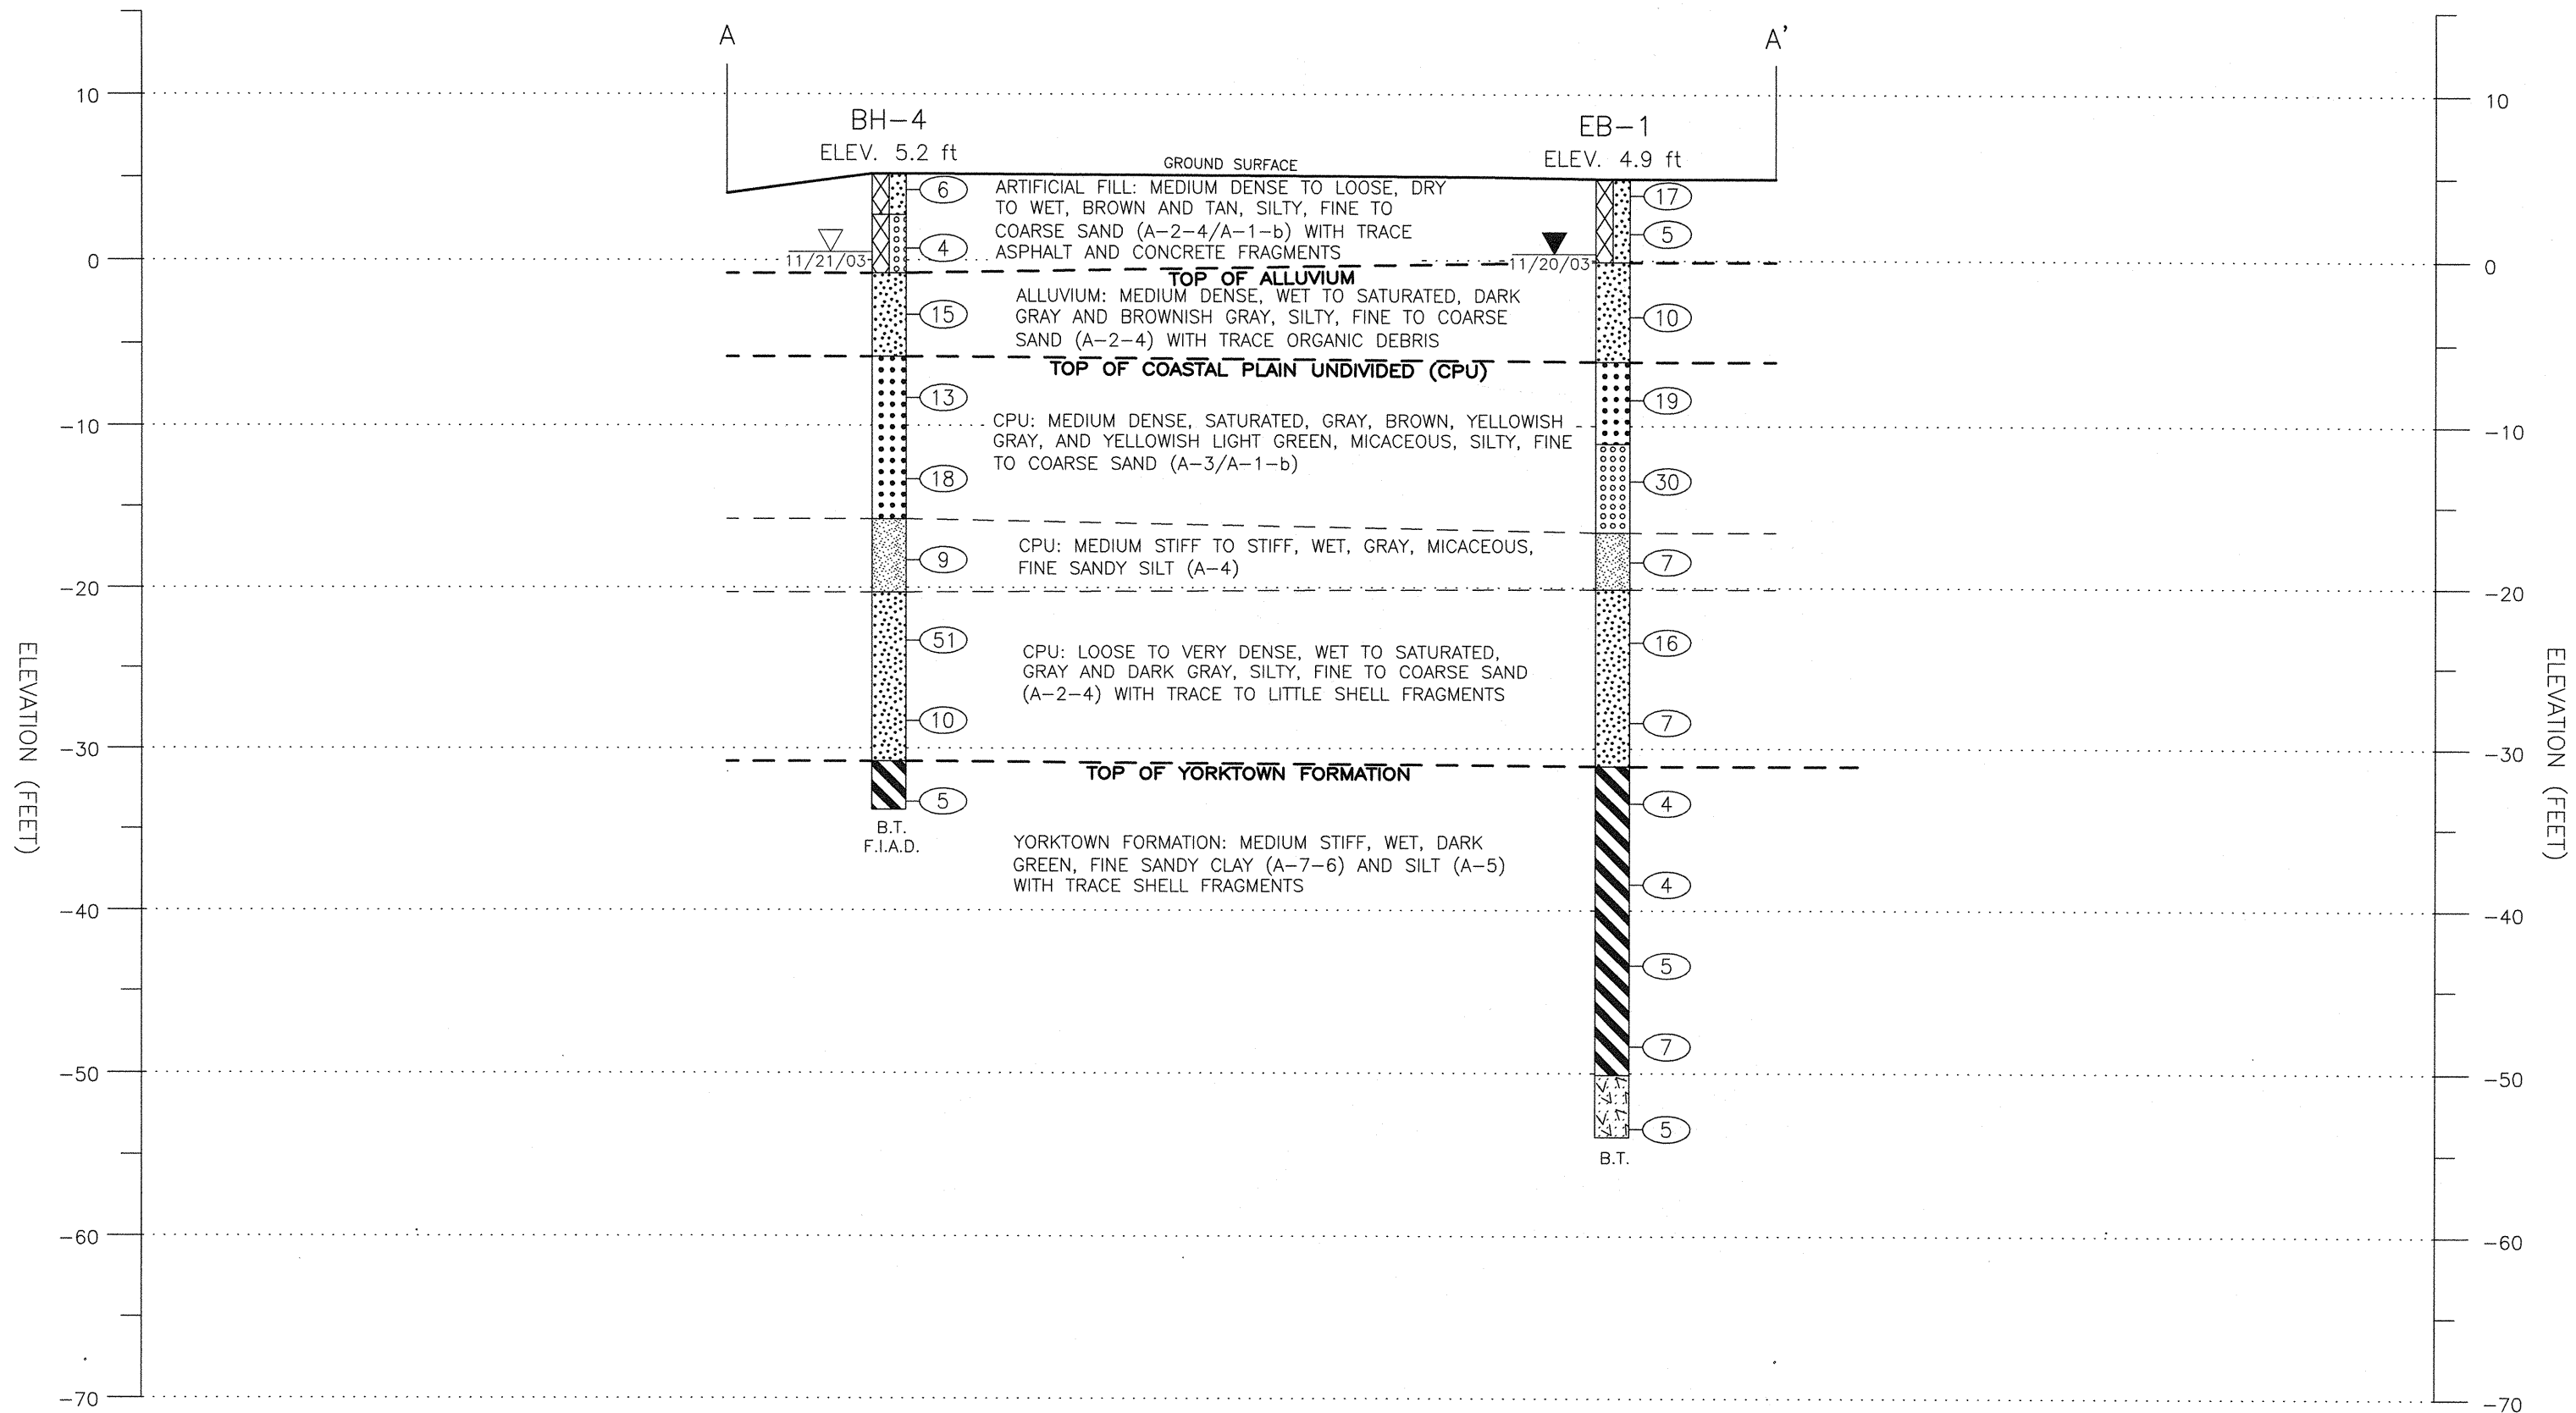 A
A'
BH-4
ELEV. 5.2 ft
EB-1
ELEV. 4.9 ft
GROUND SURFACE
10
0
-10
-20
-30
-40
-50
-60
-70
ELEVATION (FEET)
6
4
15
13
18
9
51
10
5
11/21/03
B.T.
F.I.A.D.
ARTIFICIAL FILL: MEDIUM DENSE TO LOOSE, DRY
TO WET, BROWN AND TAN, SILTY, FINE TO
COARSE SAND (A-2-4/A-1-b) WITH TRACE
ASPHALT AND CONCRETE FRAGMENTS
TOP OF ALLUVIUM
ALLUVIUM: MEDIUM DENSE, WET TO SATURATED, DARK
GRAY AND BROWNISH GRAY, SILTY, FINE TO COARSE
SAND (A-2-4) WITH TRACE ORGANIC DEBRIS
TOP OF COASTAL PLAIN UNDIVIDED (CPU)
CPU: MEDIUM DENSE, SATURATED, GRAY, BROWN, YELLOWISH
GRAY, AND YELLOWISH LIGHT GREEN, MICACEOUS, SILTY, FINE
TO COARSE SAND (A-3/A-1-b)
CPU: MEDIUM STIFF TO STIFF, WET, GRAY, MICACEOUS,
FINE SANDY SILT (A-4)
CPU: LOOSE TO VERY DENSE, WET TO SATURATED,
GRAY AND DARK GRAY, SILTY, FINE TO COARSE SAND
(A-2-4) WITH TRACE TO LITTLE SHELL FRAGMENTS
TOP OF YORKTOWN FORMATION
YORKTOWN FORMATION: MEDIUM STIFF, WET, DARK
GREEN, FINE SANDY CLAY (A-7-6) AND SILT (A-5)
WITH TRACE SHELL FRAGMENTS
11/20/03
17
5
10
19
30
7
16
7
4
4
5
7
5
B.T.
10
0
-10
-20
-30
-40
-50
-60
-70
ELEVATION (FEET)